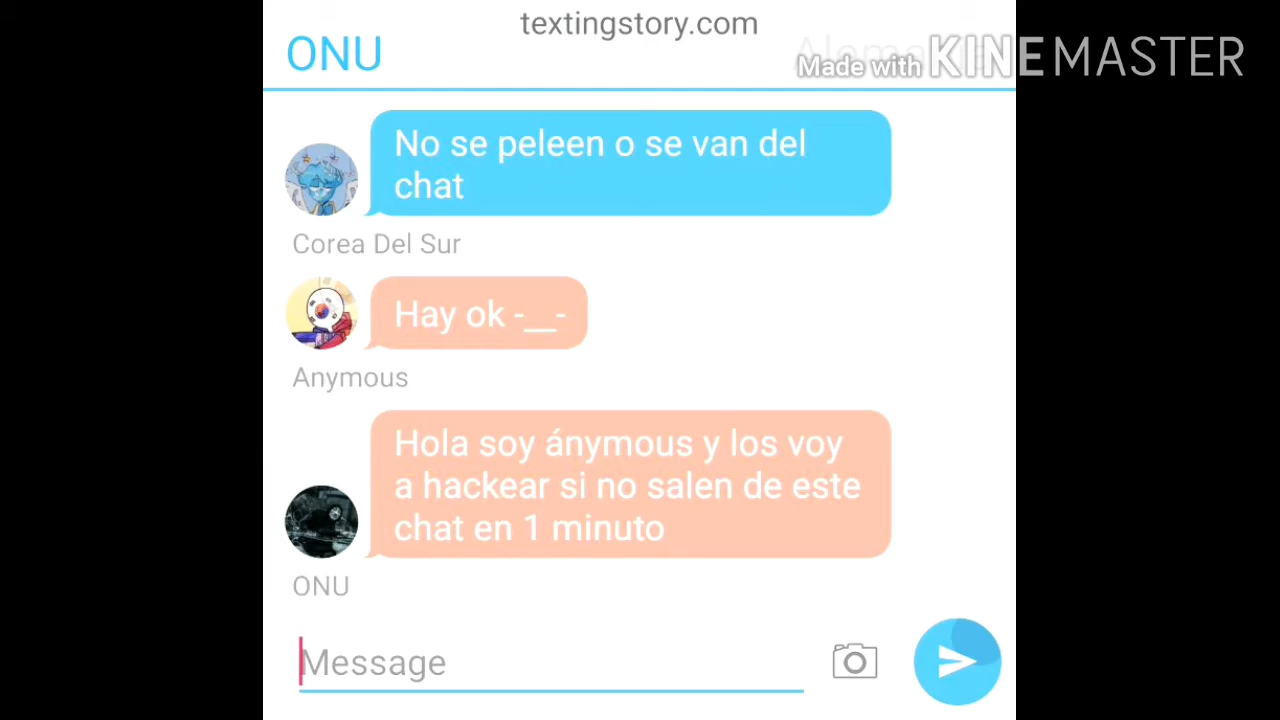 textingstory.com
ONU
Made with KINEMASTER
No se peleen o se van del
chat
Corea Del Sur
Hay ok -__-
Anymous
Hola soy ánymous y los voy
a hackear si no salen de este
chat en 1 minuto
ONU
Message